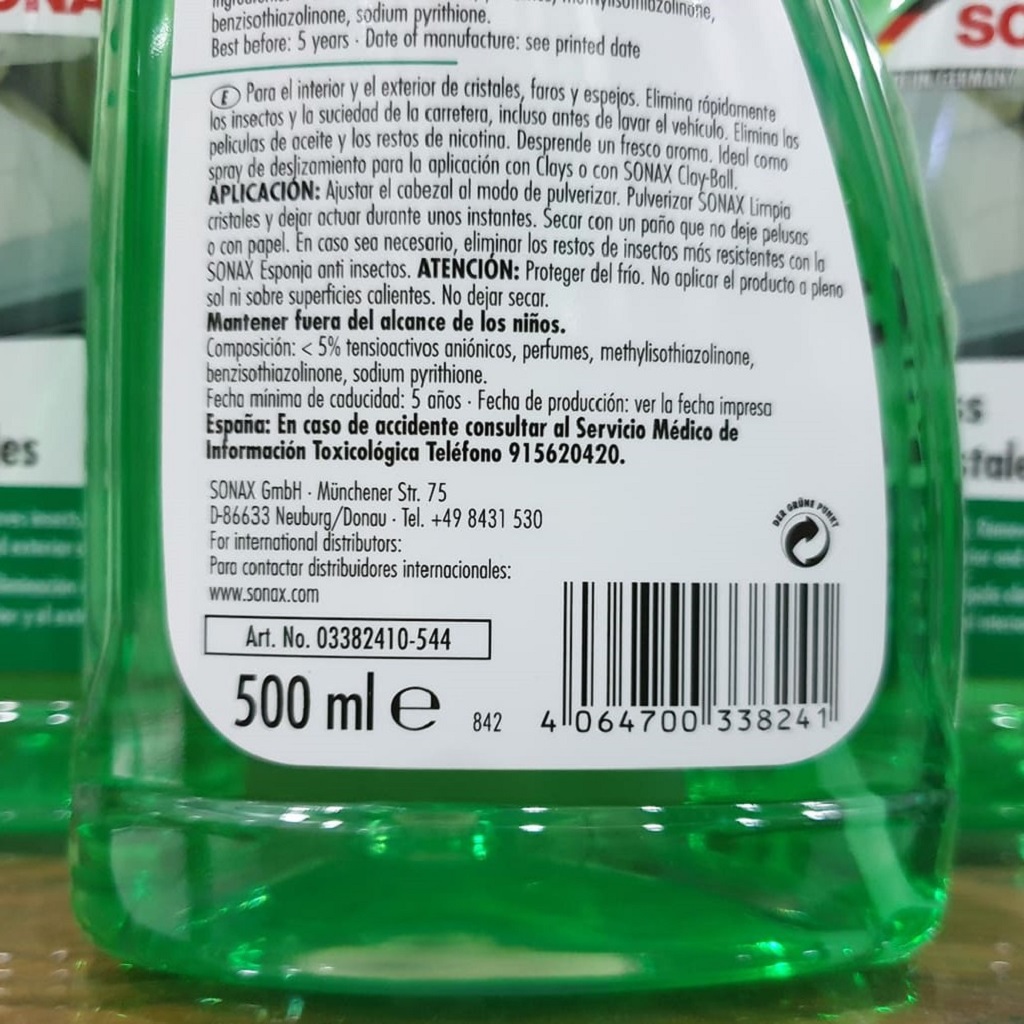 SO
MADE IN GERMANY
benzisothiazolinone, sodium pyrithione.
Best before: 5 years · Date of manufacture: see printed date
E Para el interior y el exterior de cristales, faros y espejos. Elimina rápidamente
los insectos y la suciedad de la carretera, incluso antes de lavar el vehículo. Elimina las
películas de aceite y los restos de nicotina. Desprende un fresco aroma. Ideal como
spray de deslizamiento para la aplicación con Clays o con SONAX Clay-Ball.
APLICACIÓN: Ajustar el cabezal al modo de pulverizar. Pulverizar SONAX Limpia
cristales y dejar actuar durante unos instantes. Secar con un paño que no deje pelusas
o con papel. En caso sea necesario, eliminar los restos de insectos más resistentes con la
SONAX Esponja anti insectos. ATENCIÓN: Proteger del frío. No aplicar el producto a pleno
sol ni sobre superficies calientes. No dejar secar.
Mantener fuera del alcance de los niños.
Composición: < 5% tensioactivos aniónicos, perfumes, methylisothiazolinone,
benzisothiazolinone, sodium pyrithione.
Fecha mínima de caducidad: 5 años · Fecha de producción: ver la fecha impresa
España: En caso de accidente consultar al Servicio Médico de
Información Toxicológica Teléfono 915620420.
SONAX GmbH · Münchener Str. 75
D-86633 Neuburg/Donau · Tel. +49 8431 530
For international distributors:
Para contactar distribuidores internacionales:
www.sonax.com
DER GRÜNE PUNKT
Art. No. 03382410-544
500 ml e
842
4 064700 338241
es